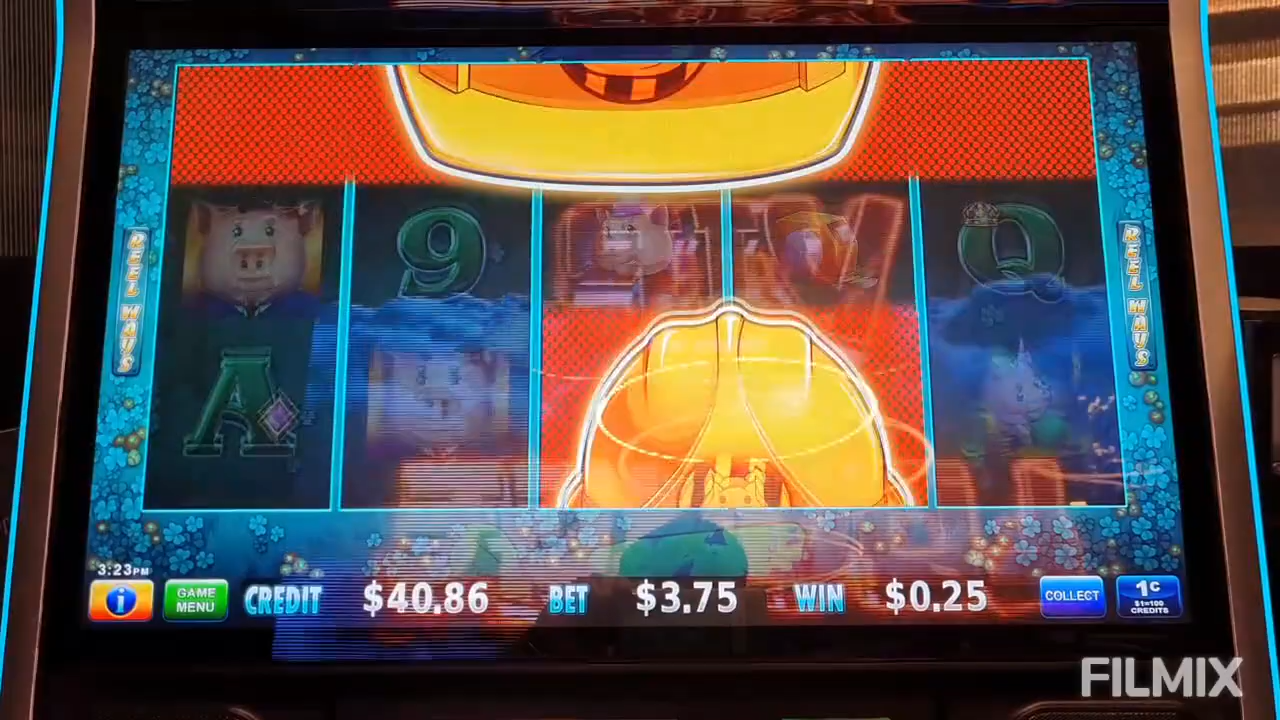 9
Q
REEL WAYS
REEL WAYS
A
3:23PM
i
GAME
MENU
CREDIT
$40.86
BET
$3.75
WIN
$0.25
COLLECT
1¢
$1=100
CREDITS
FILMIX